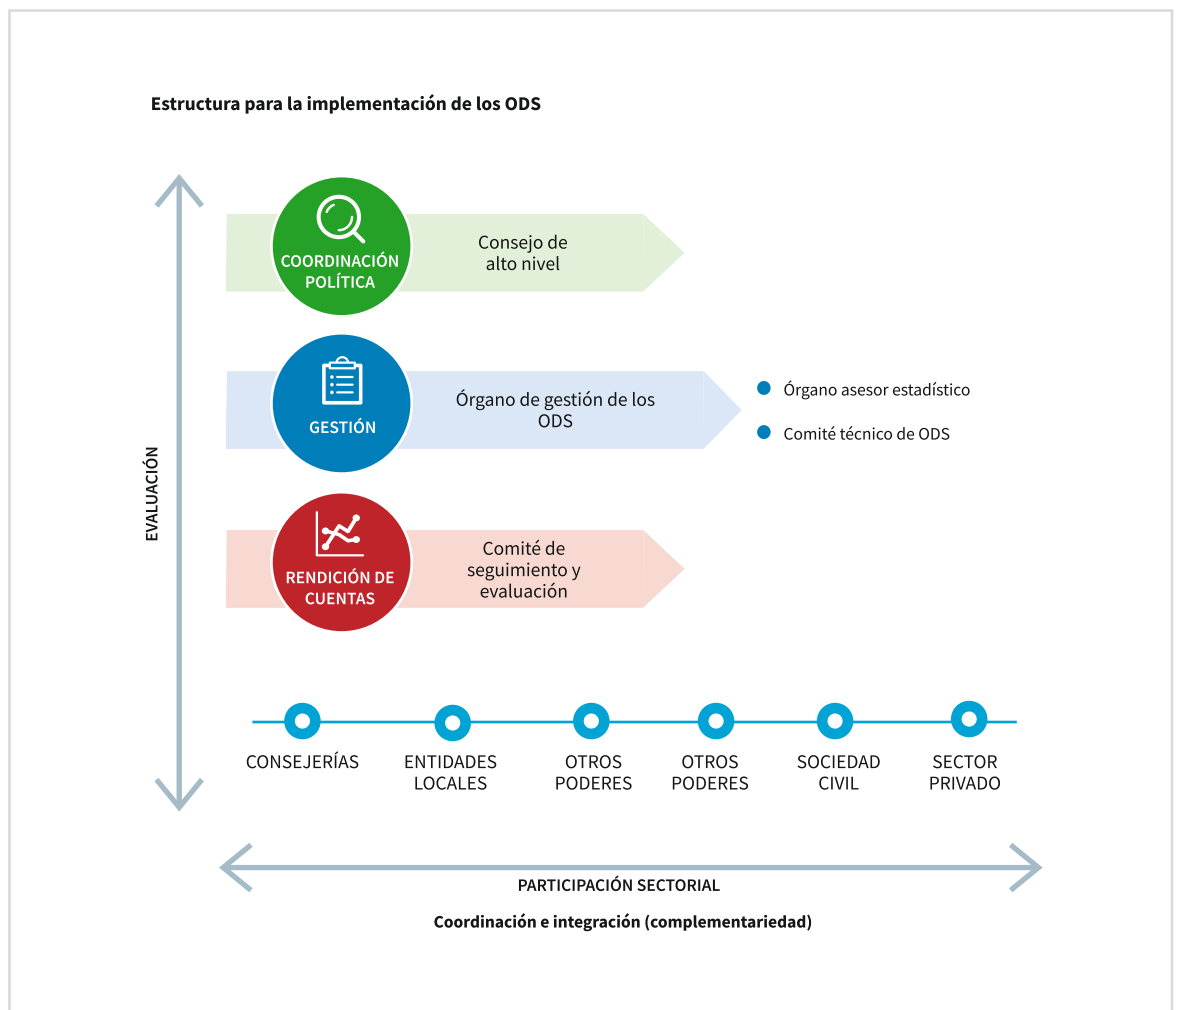 Estructura para la implementación de los ODS
COORDINACIÓN
POLÍTICA
Consejo de
alto nivel
GESTIÓN
Órgano de gestión de los
ODS
Órgano asesor estadístico
Comité técnico de ODS
EVALUACIÓN
RENDICIÓN DE
CUENTAS
Comité de
seguimiento y
evaluación
CONSEJERÍAS
ENTIDADES
LOCALES
OTROS
PODERES
OTROS
PODERES
SOCIEDAD
CIVIL
SECTOR
PRIVADO
PARTICIPACIÓN SECTORIAL
Coordinación e integración (complementariedad)